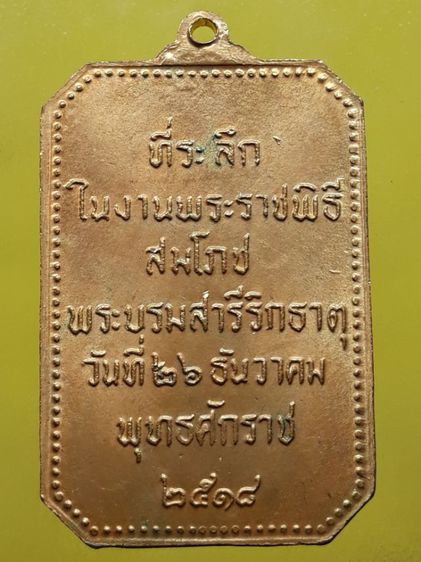 ที่ระลึก
ในงานพระราชพิธี
สมโภช
พระบรมสารีริกธาตุ
วันที่ ๒๖ ธันวาคม
พุทธศักราช
๒๕๑๘